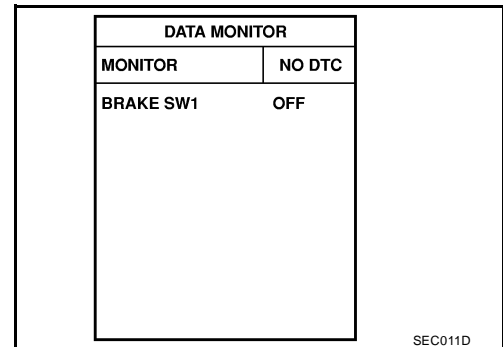 DATA MONITOR
MONITOR NO DTC
BRAKE SW1 OFF
SEC011D